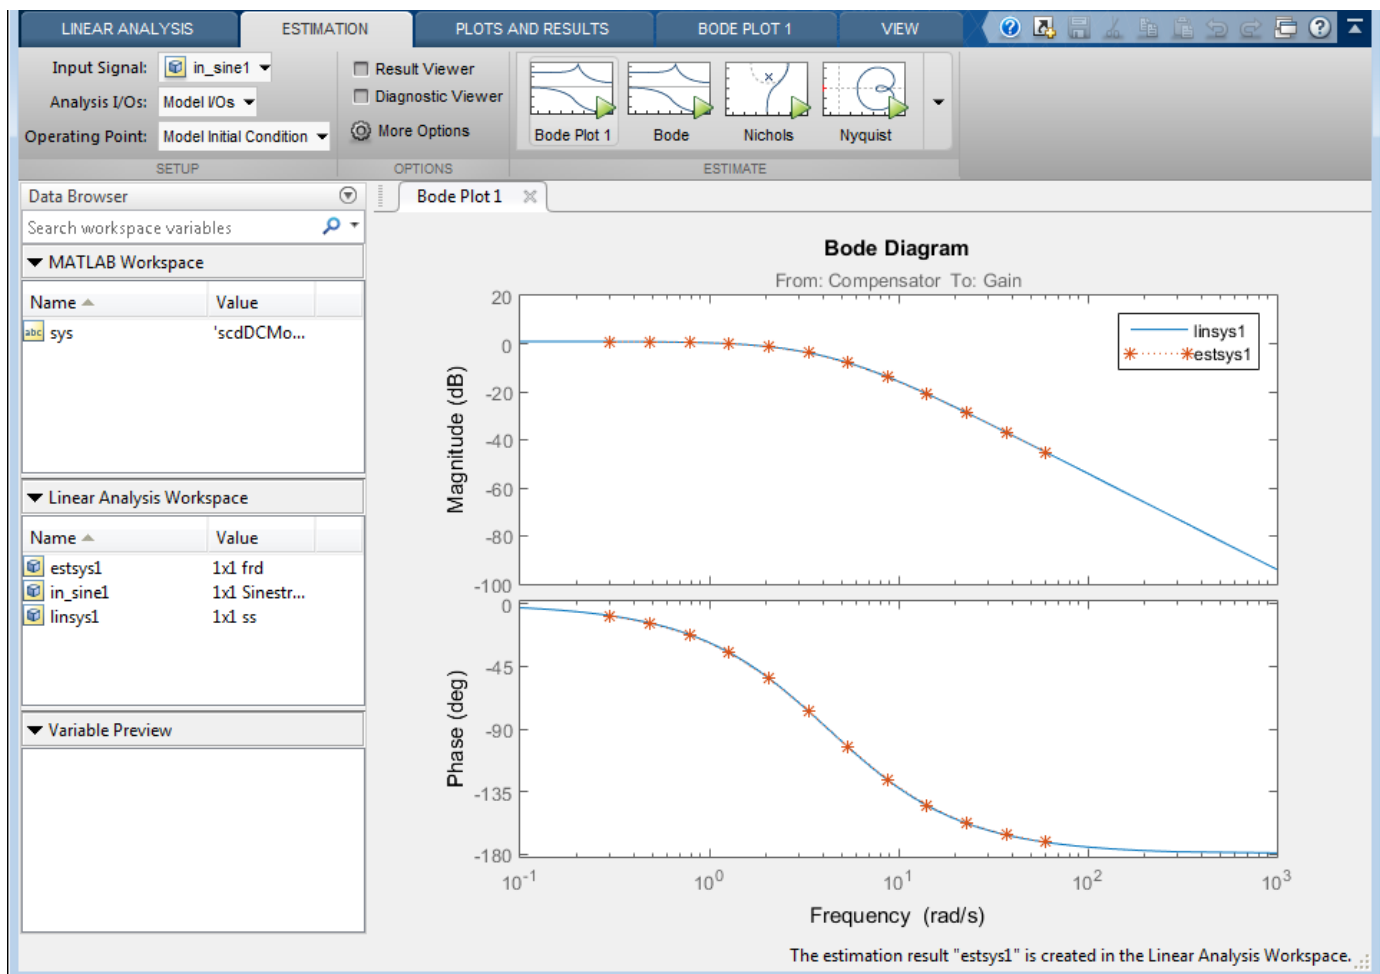 LINEAR ANALYSIS ESTIMATION PLOTS AND RESULTS BODE PLOT 1 VIEW
Input Signal: in_sine1
Analysis I/Os: Model I/Os
Operating Point: Model Initial Condition
SETUP
Result Viewer
Diagnostic Viewer
More Options
OPTIONS
Bode Plot 1 Bode Nichols Nyquist
ESTIMATE
Data Browser
Search workspace variables
MATLAB Workspace
Name Value
abc sys 'scdDCMo...
Linear Analysis Workspace
Name Value
estsys1 1x1 frd
in_sine1 1x1 Sinestr...
linsys1 1x1 ss
Variable Preview
Bode Plot 1
Bode Diagram
From: Compensator To: Gain
Magnitude (dB)
20
0
-20
-40
-60
-80
-100
linsys1
estsys1
Phase (deg)
0
-45
-90
-135
-180
10^-1 10^0 10^1 10^2 10^3
Frequency (rad/s)
The estimation result "estsys1" is created in the Linear Analysis Workspace.